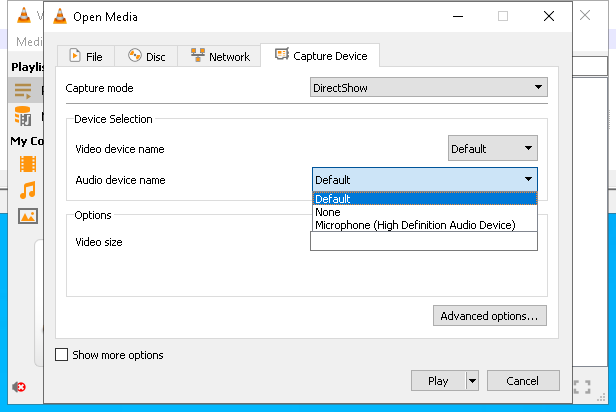 V
Open Media
Medi
File
Disc
Network
Capture Device
Playlis
Capture mode
DirectShow
Device Selection
My Co
Video device name
Default
Audio device name
Default
Default
None
Microphone (High Definition Audio Device)
Options
Video size
Advanced options...
Show more options
Play
Cancel